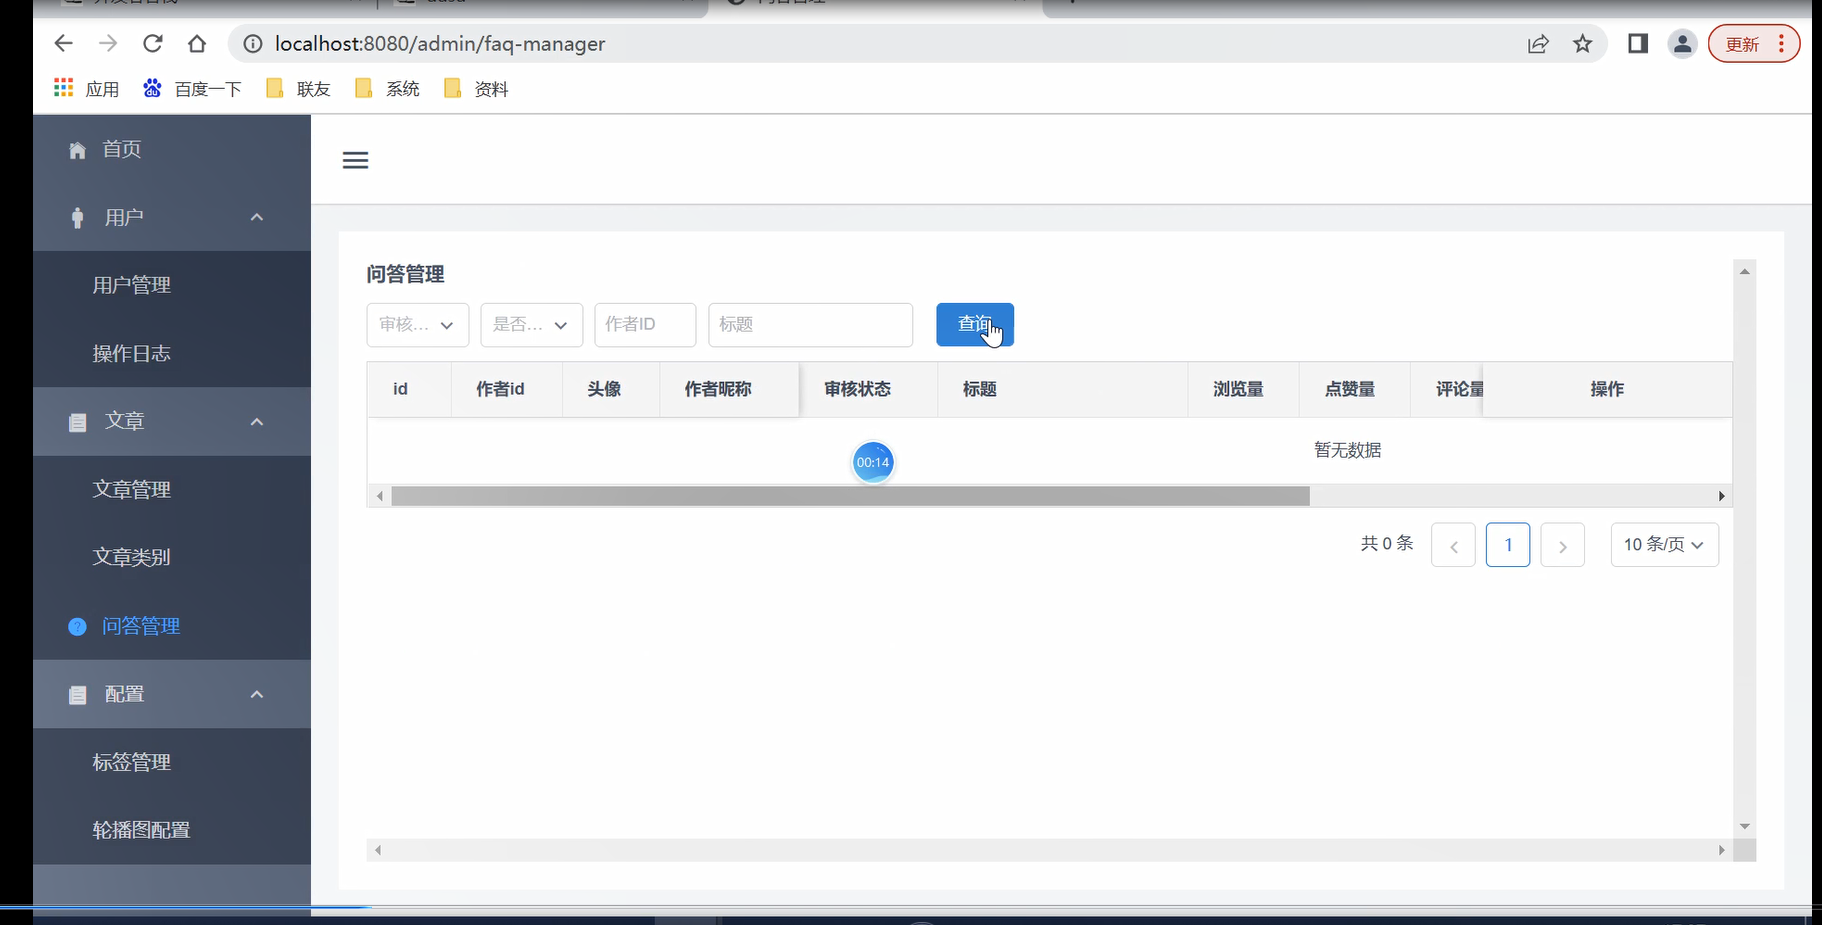 localhost:8080/admin/faq-manager
更新
应用
百度一下
联友
系统
资料
首页
用户
用户管理
操作日志
文章
文章管理
文章类别
问答管理
配置
标签管理
轮播图配置
问答管理
审核...
是否...
作者ID
标题
查询
id
作者id
头像
作者昵称
审核状态
标题
浏览量
点赞量
评论量
操作
暂无数据
00:14
共 0 条
1
10 条/页